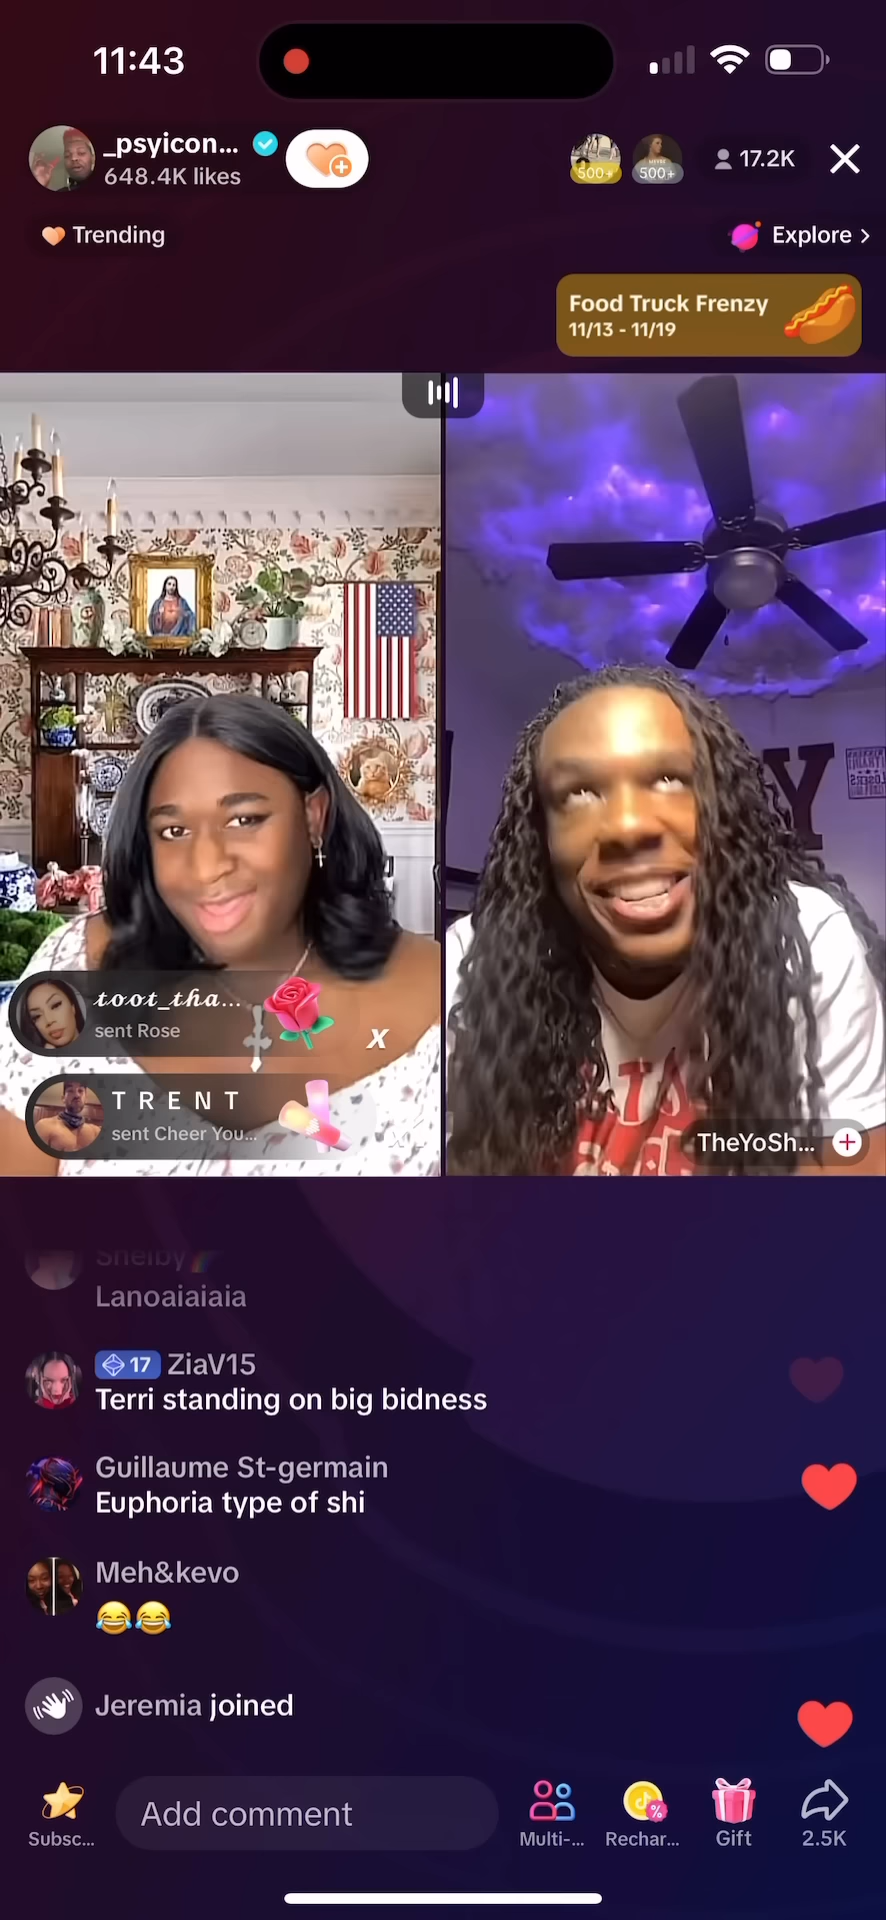 11:43
_psyicon...
648.4K likes
500+
500+
17.2K
Trending
Explore >
Food Truck Frenzy
11/13 - 11/19
Y
𝓽𝓸𝓸𝓽_𝓽𝓱𝓪...
sent Rose
x
T R E N T
sent Cheer You...
TheYoSh...
Shelby🌈
Lanoaiaiaia
17 ZiaV15
Terri standing on big bidness
Guillaume St-germain
Euphoria type of shi
Meh&kevo
😂😂
Jeremia joined
Add comment
Subsc...
Multi-...
Rechar...
Gift
2.5K